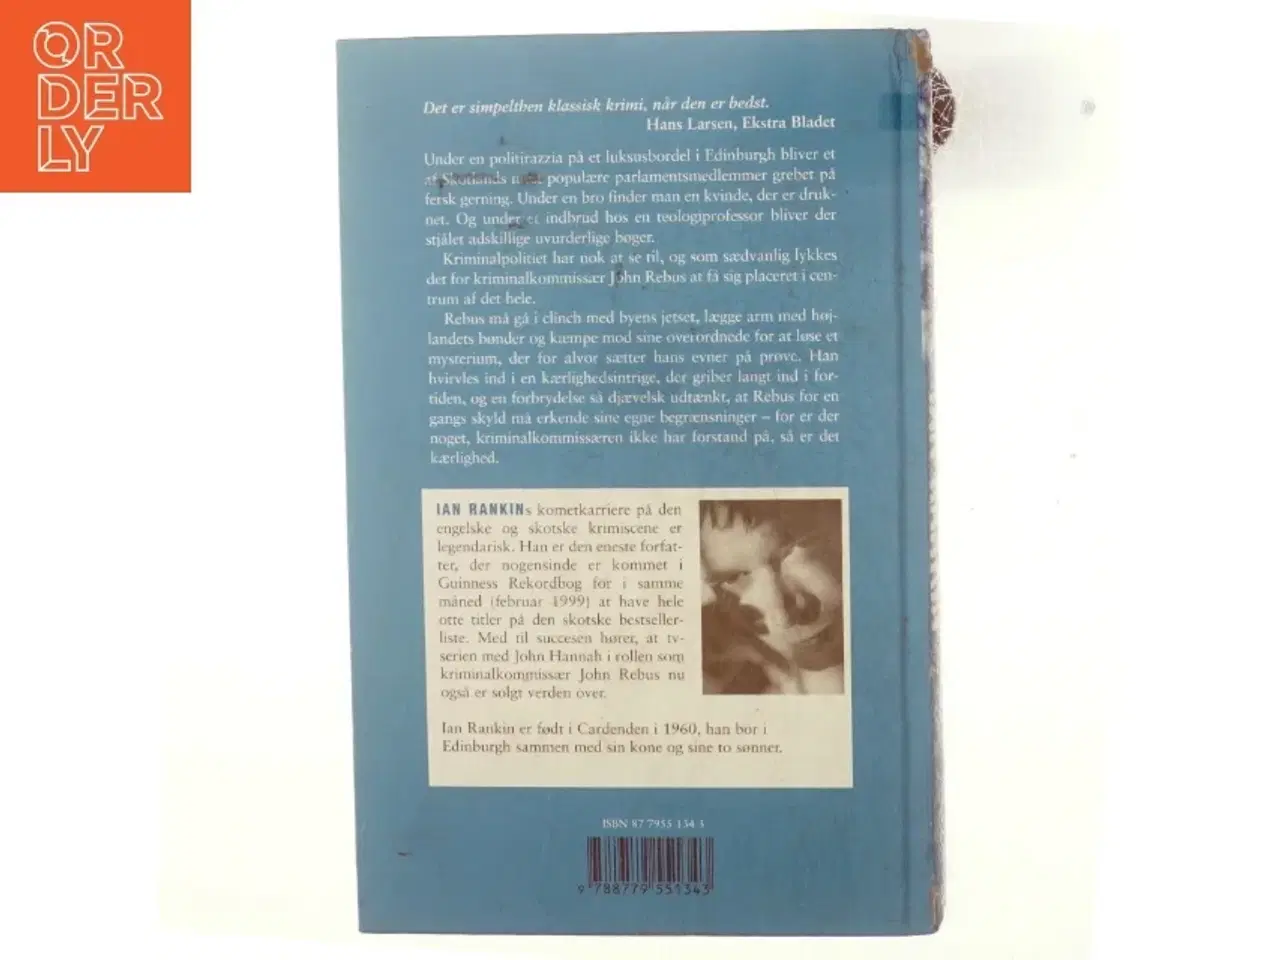 OR
DER
LY
Det er simpelthen klassisk krimi, når den er bedst.
Hans Larsen, Ekstra Bladet
Under en politirazzia på et luksusbordel i Edinburgh bliver et
af Skotlands mest populære parlamentsmedlemmer grebet på
fersk gerning. Under en bro finder man en kvinde, der er druk-
net. Og under et indbrud hos en teologiprofessor bliver der
stjålet adskillige uvurderlige bøger.
Kriminalpolitiet har nok at se til, og som sædvanlig lykkes
det for kriminalkommissær John Rebus at få sig placeret i cen-
trum af det hele.
Rebus må gå i clinch med byens jetset, lægge arm med høj-
landets bønder og kæmpe mod sine overordnede for at løse et
mysterium, der for alvor sætter hans evner på prøve. Han
hvirvles ind i en kærlighedsintrige, der griber langt ind i for-
tiden, og en forbrydelse så djævelsk udtænkt, at Rebus for en
gangs skyld må erkende sine egne begrænsninger – for er der
noget, kriminalkommissæren ikke har forstand på, så er det
kærlighed.
IAN RANKINs kometkarriere på den
engelske og skotske krimiscene er
legendarisk. Han er den eneste forfat-
ter, der nogensinde er kommet i
Guinness Rekordbog for i samme
måned (februar 1999) at have hele
otte titler på den skotske bestseller-
liste. Med til succesen hører, at tv-
serien med John Hannah i rollen som
kriminalkommissær John Rebus nu
også er solgt verden over.
Ian Rankin er født i Cardenden i 1960, han bor i
Edinburgh sammen med sin kone og sine to sønner.
ISBN 87 7955 134 3
9 788779 551343